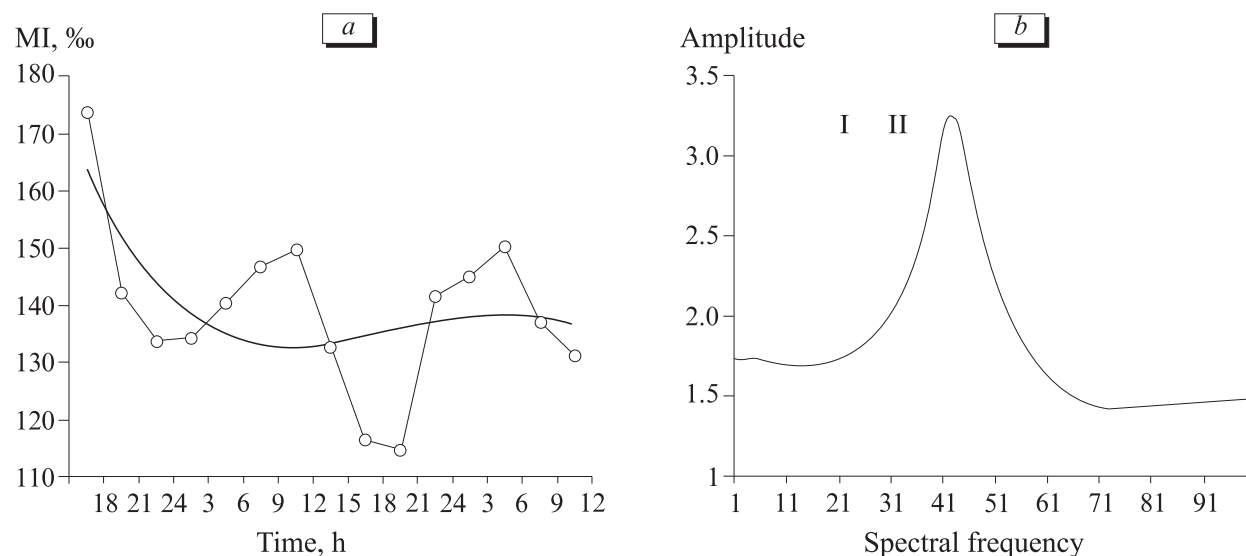 a
MI, ‰
180
170
160
150
140
130
120
110
18 21 24 3 6 9 12 15 18 21 24 3 6 9 12
Time, h
b
Amplitude
3.5
3.0
2.5
2.0
1.5
1
I II
1 11 21 31 41 51 61 71 81 91
Spectral frequency